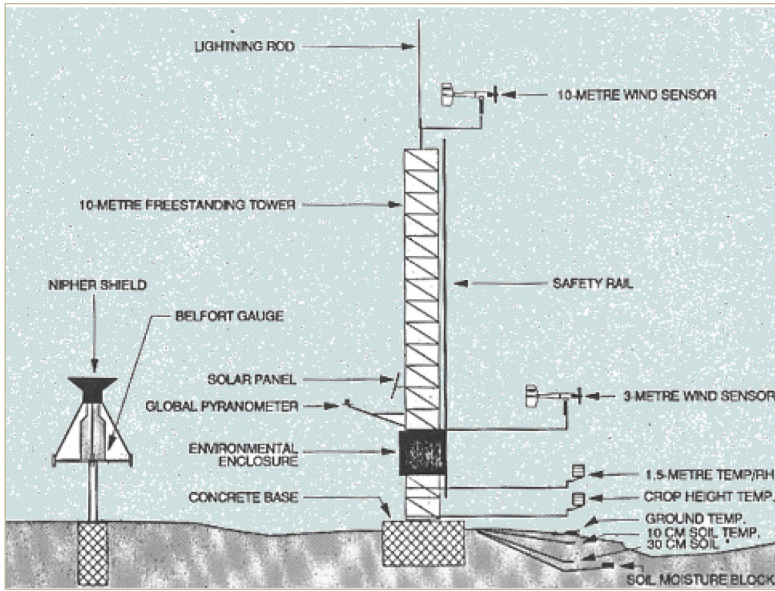 LIGHTNING ROD
10-METRE WIND SENSOR
10-METRE FREESTANDING TOWER
NIPHER SHIELD
SAFETY RAIL
BELFORT GAUGE
SOLAR PANEL
GLOBAL PYRANOMETER
3-METRE WIND SENSOR
ENVIRONMENTAL
ENCLOSURE
1.5-METRE TEMP/RH
CONCRETE BASE
CROP HEIGHT TEMP.
GROUND TEMP.
10 CM SOIL TEMP.
30 CM SOIL
SOIL MOISTURE BLOCK